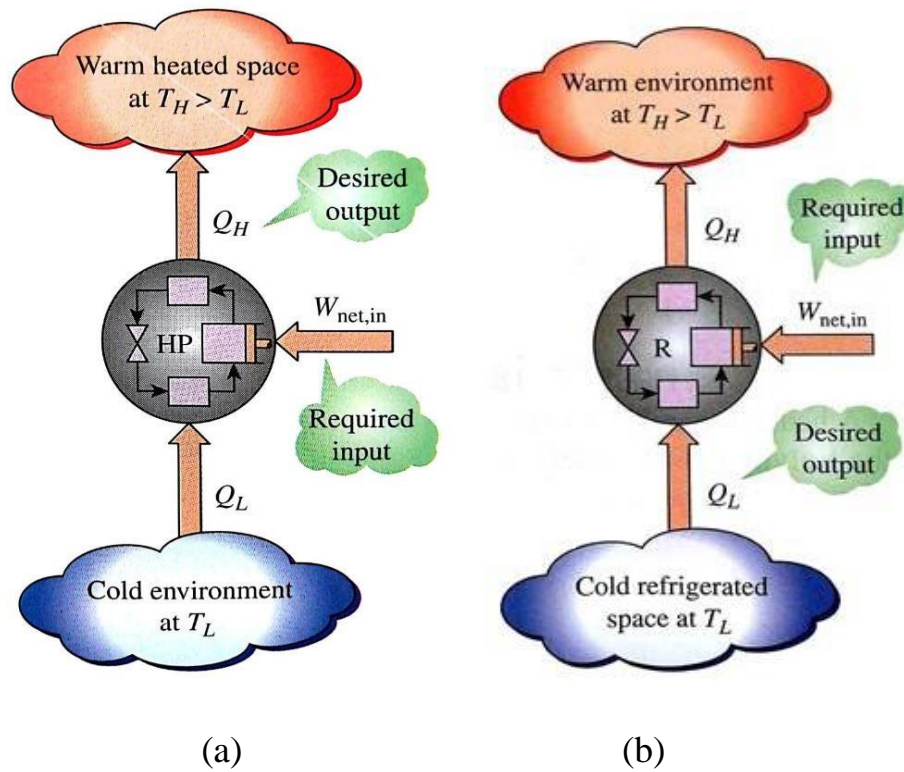 Warm heated space
at T_H > T_L
Desired
output
Q_H
W_net,in
HP
Required
input
Q_L
Cold environment
at T_L
(a)
Warm environment
at T_H > T_L
Required
input
Q_H
W_net,in
R
Desired
output
Q_L
Cold refrigerated
space at T_L
(b)